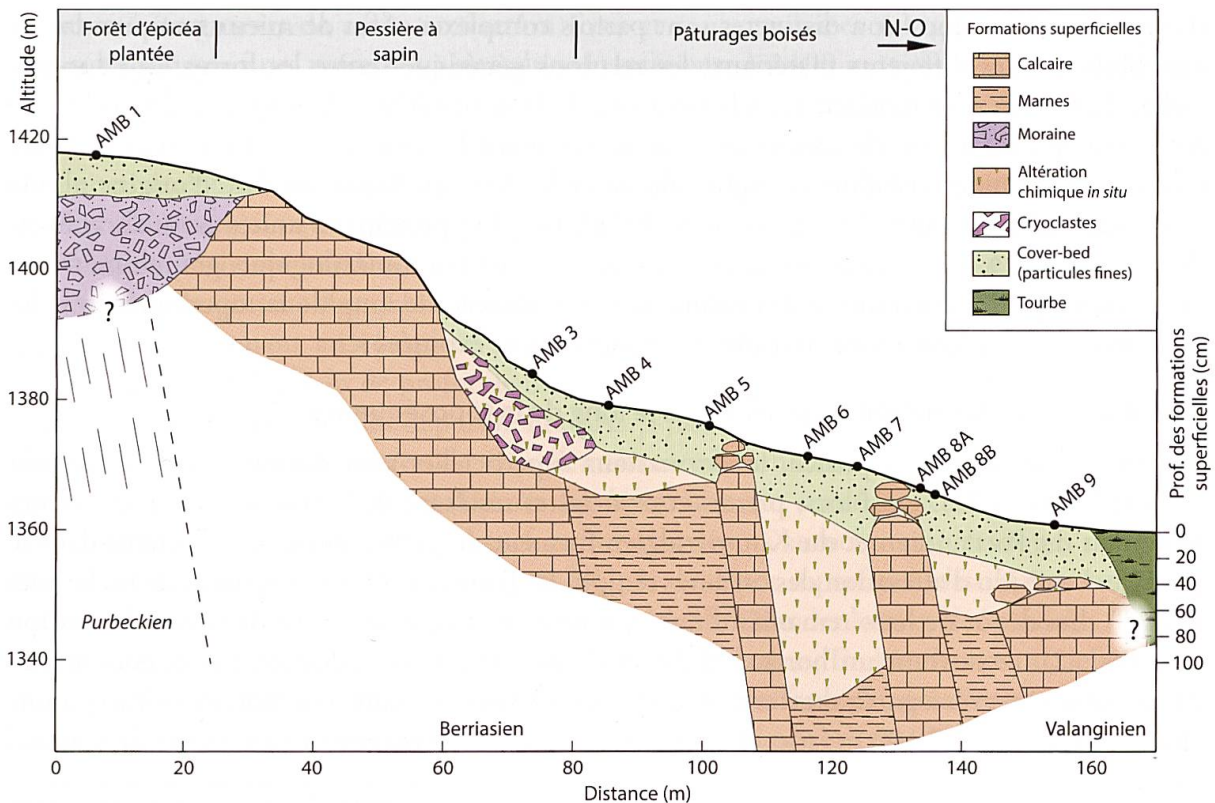 Altitude (m)
Forêt d'épicéa
plantée
Pessière à
sapin
Pâturages boisés
N-O
Formations superficielles
Calcaire
Marnes
Moraine
Altération
chimique in situ
Cryoclastes
Cover-bed
(particules fines)
Tourbe
1420
1400
1380
1360
1340
AMB 1
AMB 3
AMB 4
AMB 5
AMB 6
AMB 7
AMB 8A
AMB 8B
AMB 9
?
?
Prof. des formations
superficielles (cm)
0
20
40
60
80
100
Purbeckien
Berriasien
Valanginien
0
20
40
60
80
100
120
140
160
Distance (m)